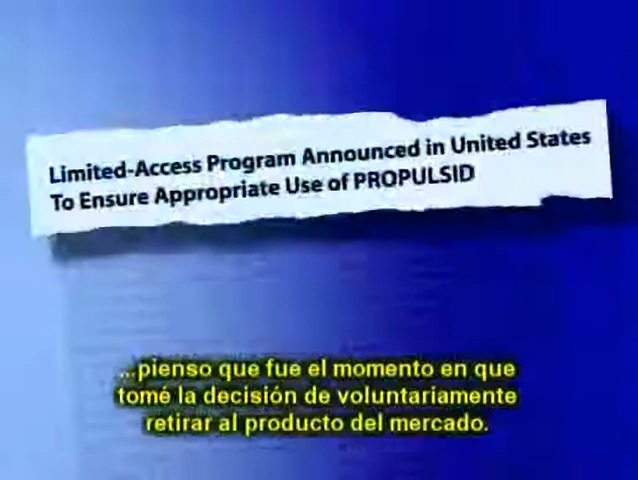 Limited-Access Program Announced in United States
To Ensure Appropriate Use of PROPULSID
...pienso que fue el momento en que
tomé la decisión de voluntariamente
retirar al producto del mercado.